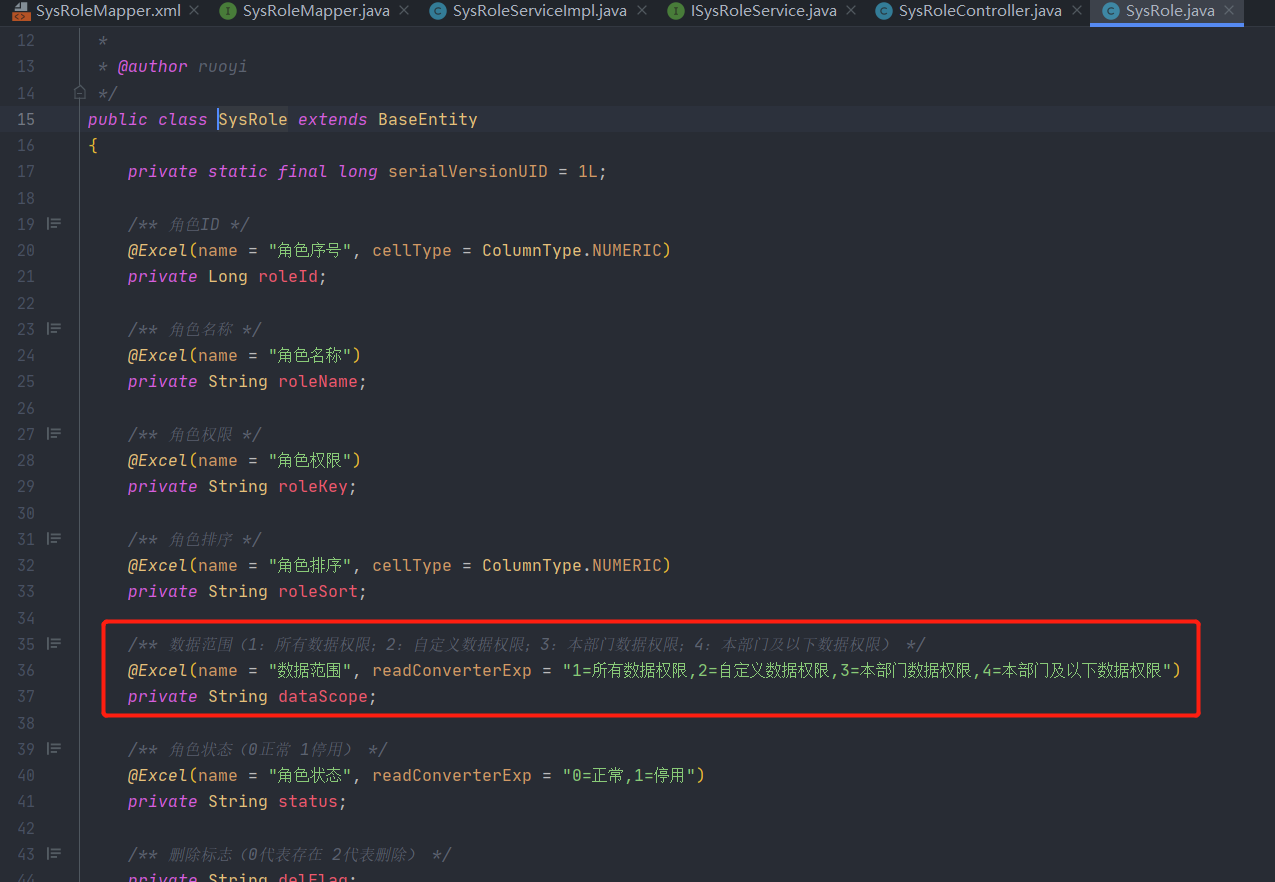 SysRoleMapper.xml SysRoleMapper.java SysRoleServiceImpl.java ISysRoleService.java SysRoleController.java SysRole.java
12 *
13 * @author ruoyi
14 */
15 public class SysRole extends BaseEntity
16 {
17 private static final long serialVersionUID = 1L;
18
19 /** 角色ID */
20 @Excel(name = "角色序号", cellType = ColumnType.NUMERIC)
21 private Long roleId;
22
23 /** 角色名称 */
24 @Excel(name = "角色名称")
25 private String roleName;
26
27 /** 角色权限 */
28 @Excel(name = "角色权限")
29 private String roleKey;
30
31 /** 角色排序 */
32 @Excel(name = "角色排序", cellType = ColumnType.NUMERIC)
33 private String roleSort;
34
35 /** 数据范围（1：所有数据权限；2：自定义数据权限；3：本部门数据权限；4：本部门及以下数据权限） */
36 @Excel(name = "数据范围", readConverterExp = "1=所有数据权限,2=自定义数据权限,3=本部门数据权限,4=本部门及以下数据权限")
37 private String dataScope;
38
39 /** 角色状态（0正常 1停用） */
40 @Excel(name = "角色状态", readConverterExp = "0=正常,1=停用")
41 private String status;
42
43 /** 删除标志（0代表存在 2代表删除） */
44 private String delFlag;